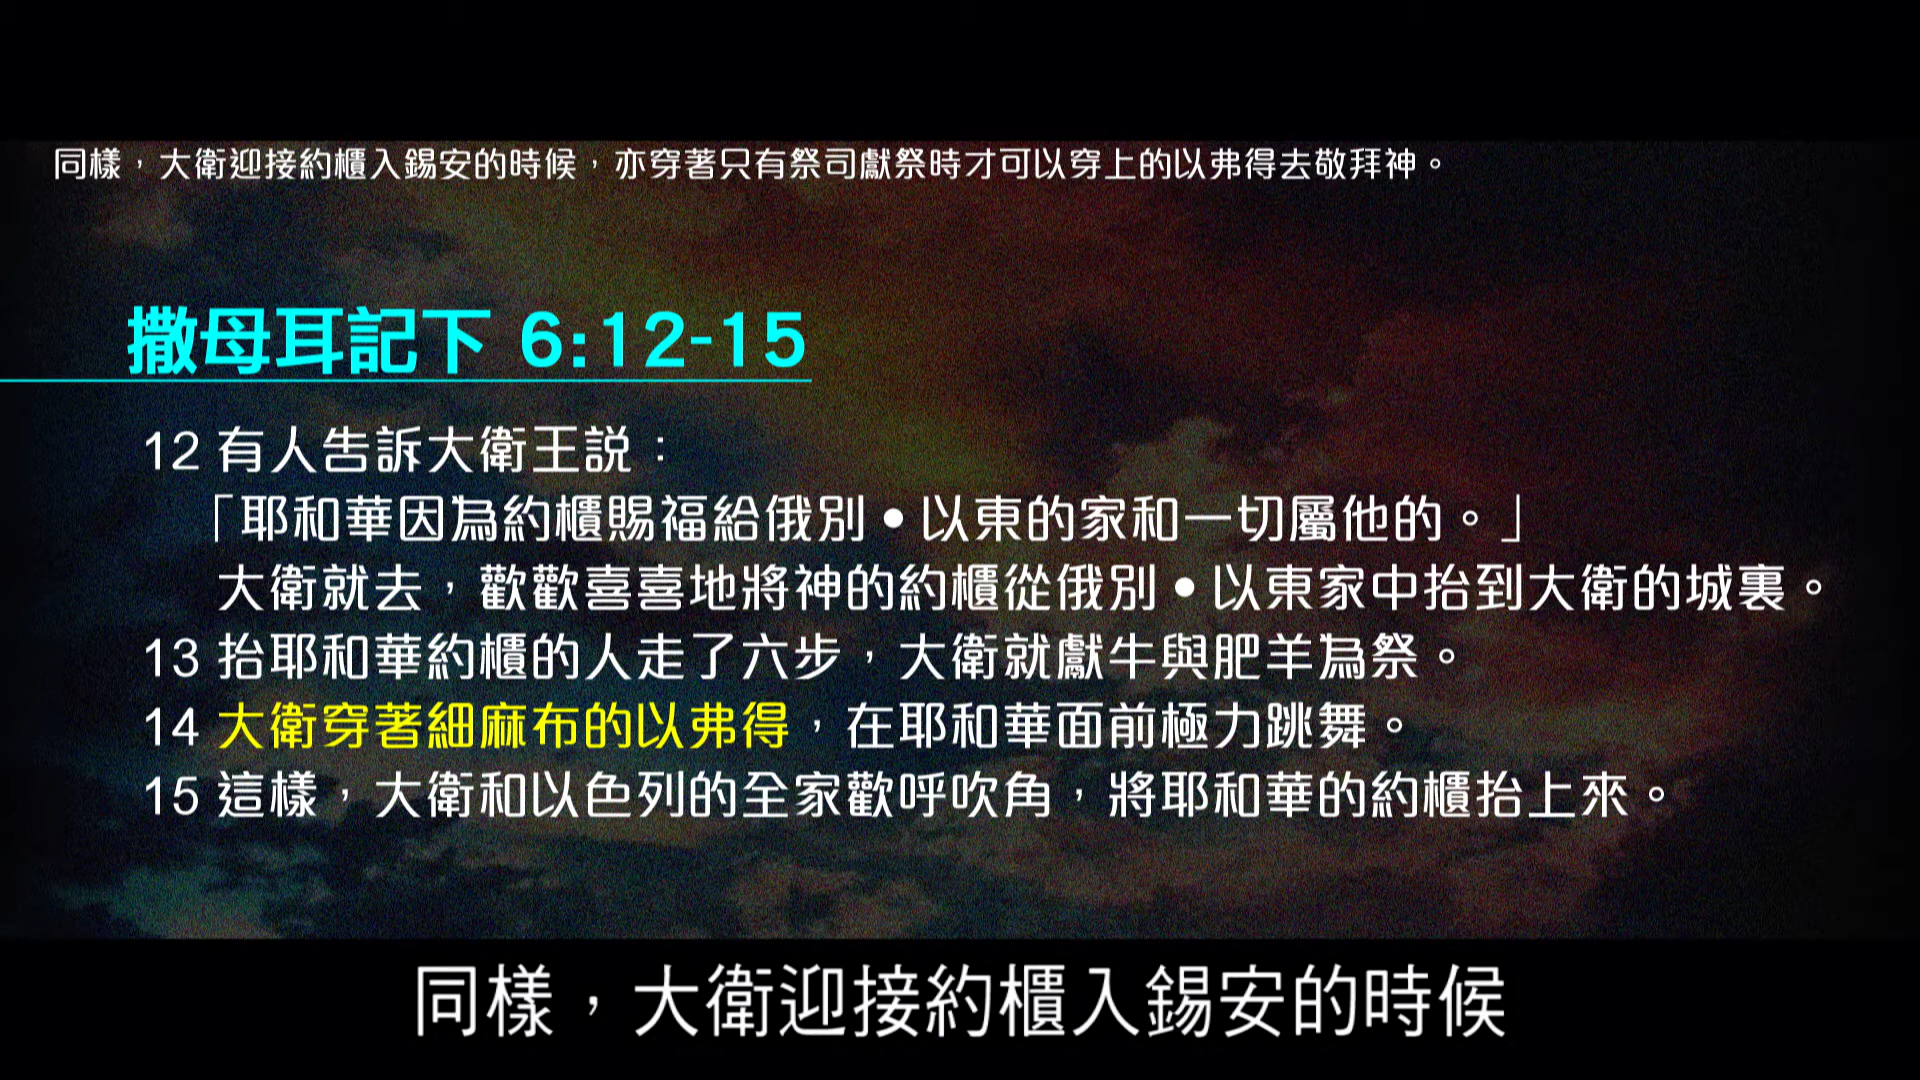 同樣，大衛迎接約櫃入錫安的時候，亦穿著只有祭司獻祭時才可以穿上的以弗得去敬拜神。
撒母耳記下 6:12-15
12 有人告訴大衛王說：
「耶和華因為約櫃賜福給俄別•以東的家和一切屬他的。」
大衛就去，歡歡喜喜地將神的約櫃從俄別•以東家中抬到大衛的城裏。
13 抬耶和華約櫃的人走了六步，大衛就獻牛與肥羊為祭。
14 大衛穿著細麻布的以弗得，在耶和華面前極力跳舞。
15 這樣，大衛和以色列的全家歡呼吹角，將耶和華的約櫃抬上來。
同樣，大衛迎接約櫃入錫安的時候